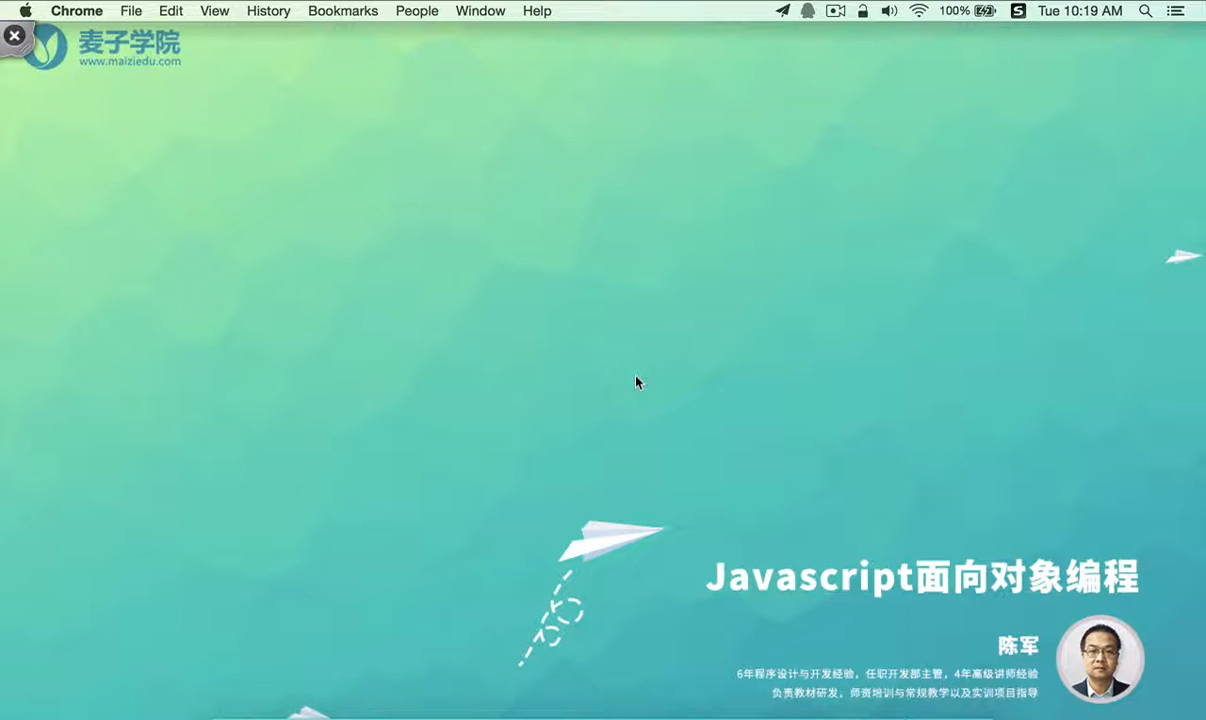 Chrome File Edit View History Bookmarks People Window Help 100% Tue 10:19 AM
麦子学院
www.maiziedu.com
Javascript面向对象编程
陈军
6年程序设计与开发经验，任职开发部主管，4年高级讲师经验
负责教材研发，师资培训与常规教学以及实训项目指导